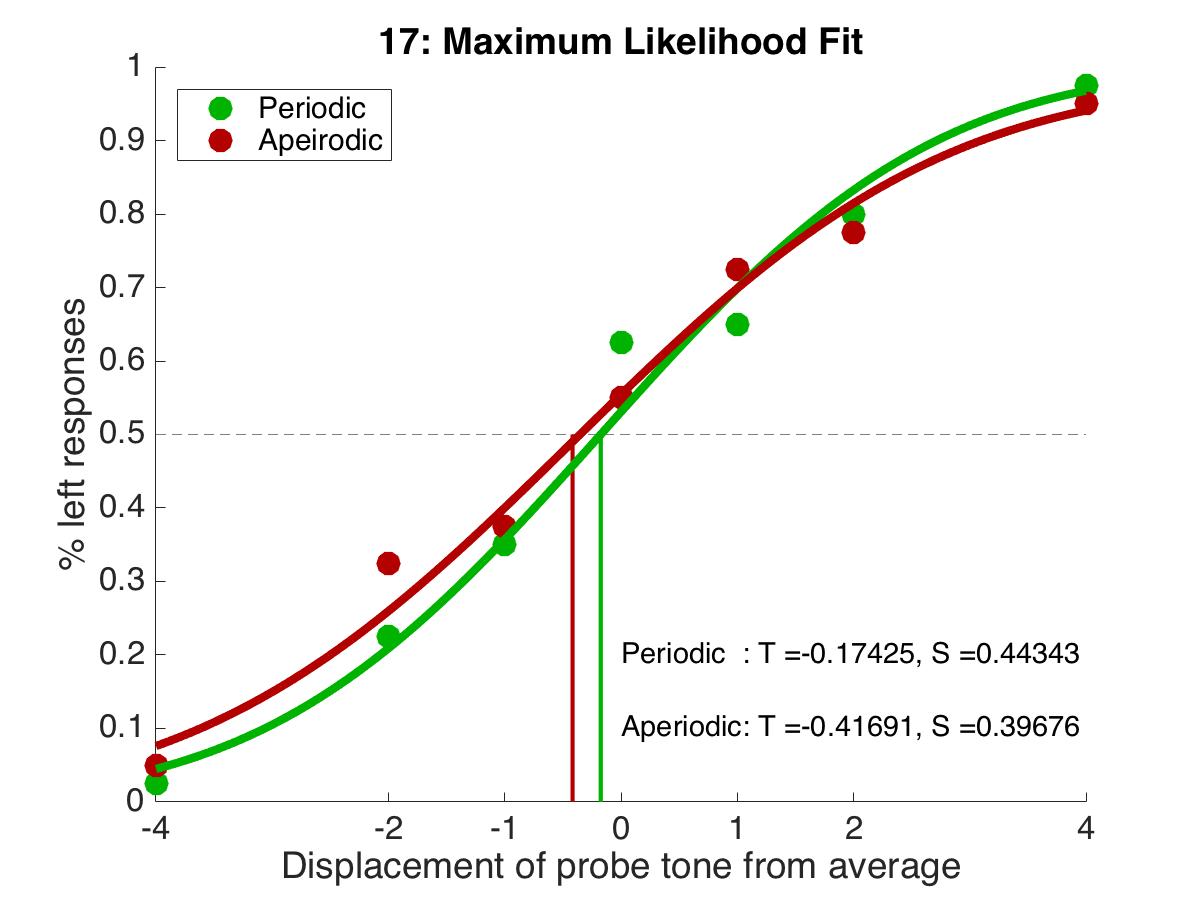 17: Maximum Likelihood Fit
Periodic
Apeirodic
1
0.9
0.8
0.7
0.6
0.5
0.4
0.3
0.2
0.1
0
% left responses
Periodic : T =-0.17425, S =0.44343
Aperiodic: T =-0.41691, S =0.39676
-4 -2 -1 0 1 2 4
Displacement of probe tone from average